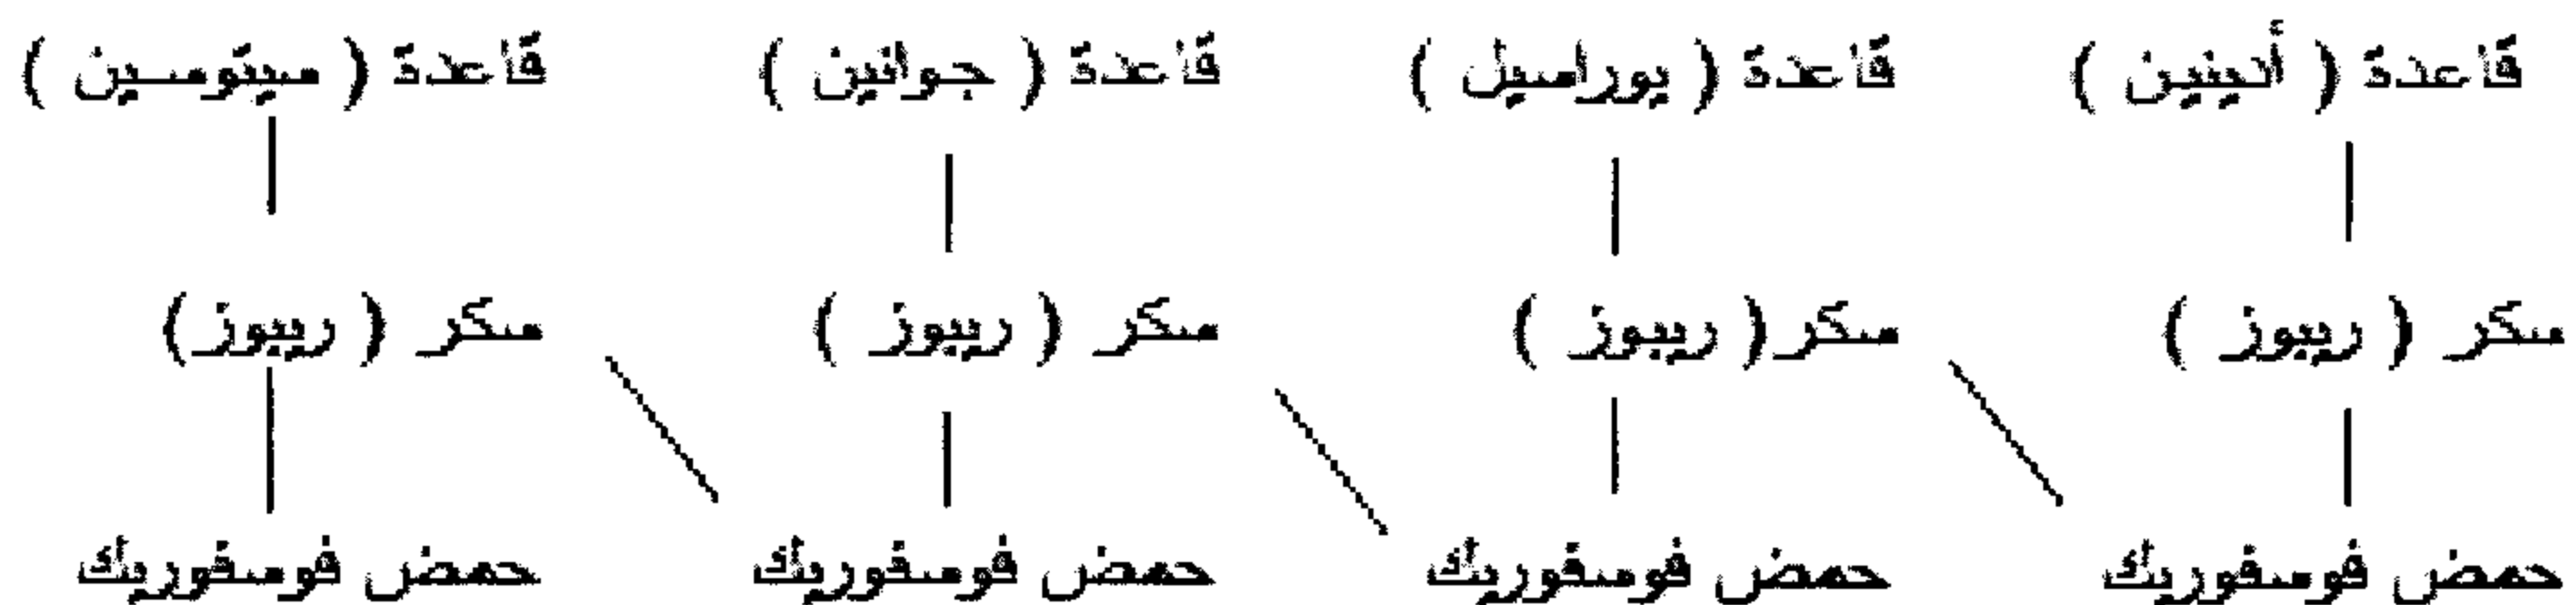 قاعدة ( أدينين ) قاعدة ( يوراسيل ) قاعدة ( جوانين ) قاعدة ( سيتوسين )
سكر ( ريبوز ) سكر ( ريبوز ) سكر ( ريبوز ) سكر ( ريبوز)
حمض فوسفوريك حمض فوسفوريك حمض فوسفوريك حمض فوسفوريك